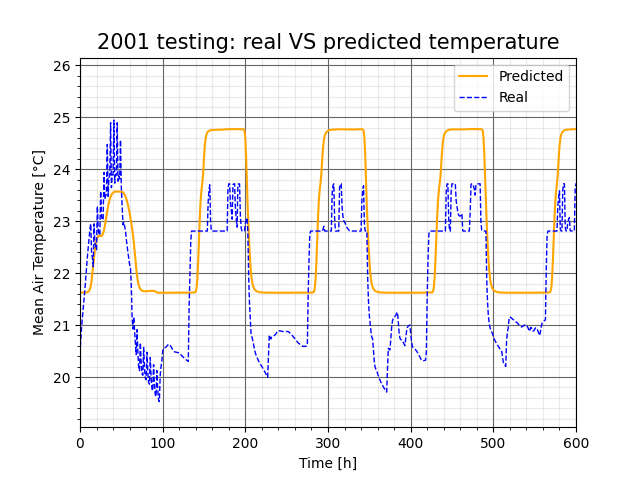 2001 testing: real VS predicted temperature
Predicted
Real
Mean Air Temperature [°C]
26
25
24
23
22
21
20
0 100 200 300 400 500 600
Time [h]